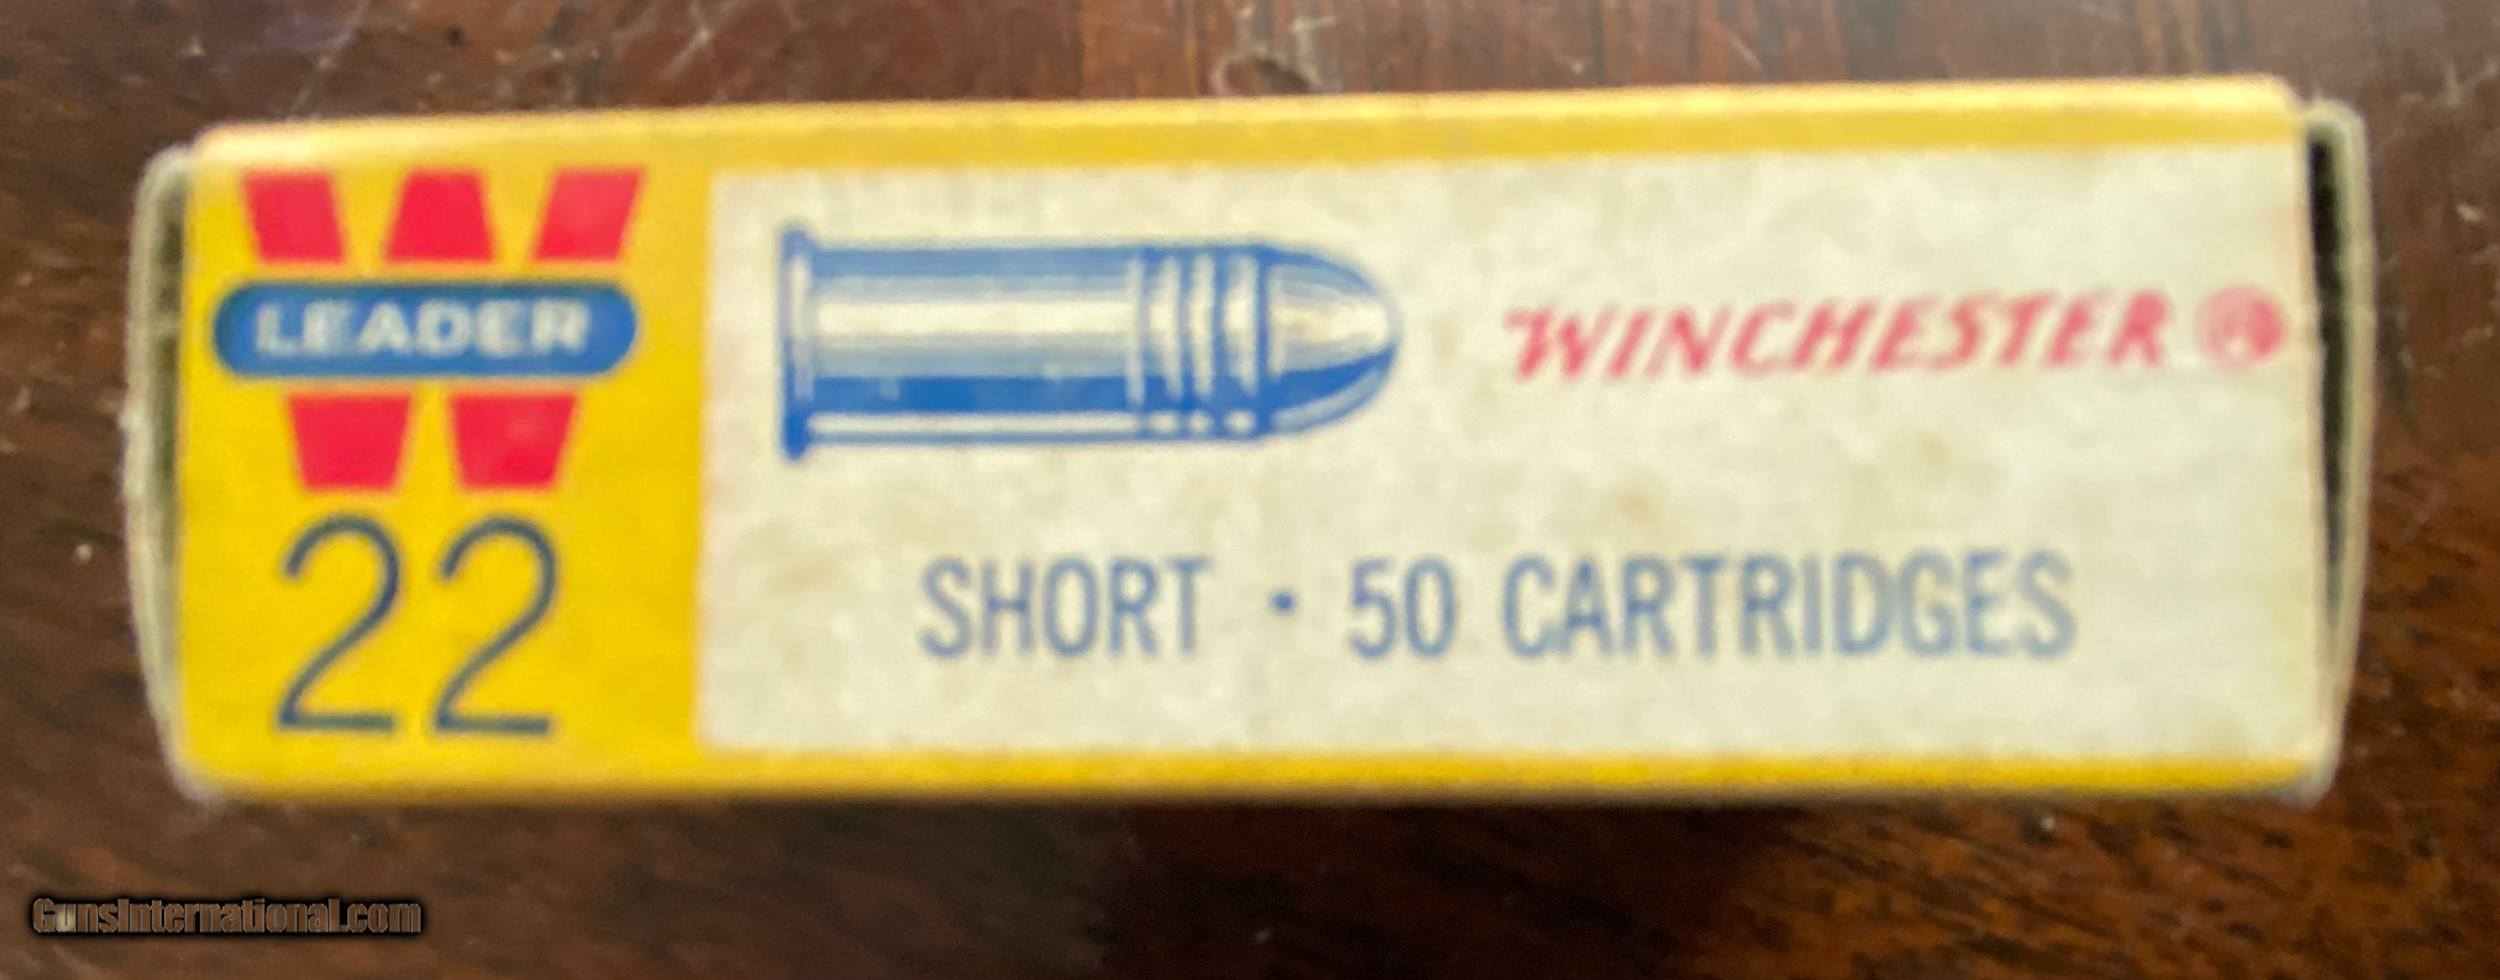 LEADER
22
WINCHESTER ®
SHORT • 50 CARTRIDGES
GunsInternational.com